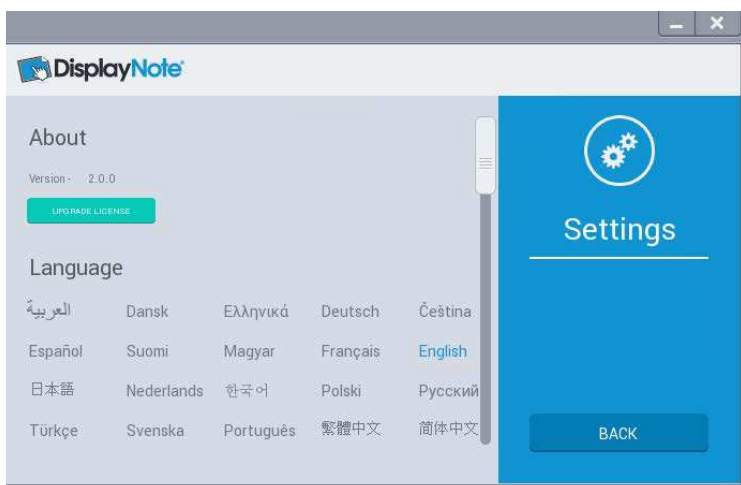 DisplayNote
About
Version - 2.0.0
UPGRADE LICENSE
Language
العربية Dansk Ελληνικά Deutsch Čeština
Español Suomi Magyar Français English
日本語 Nederlands 한국어 Polski Русский
Türkçe Svenska Português 繁體中文 简体中文
Settings
BACK